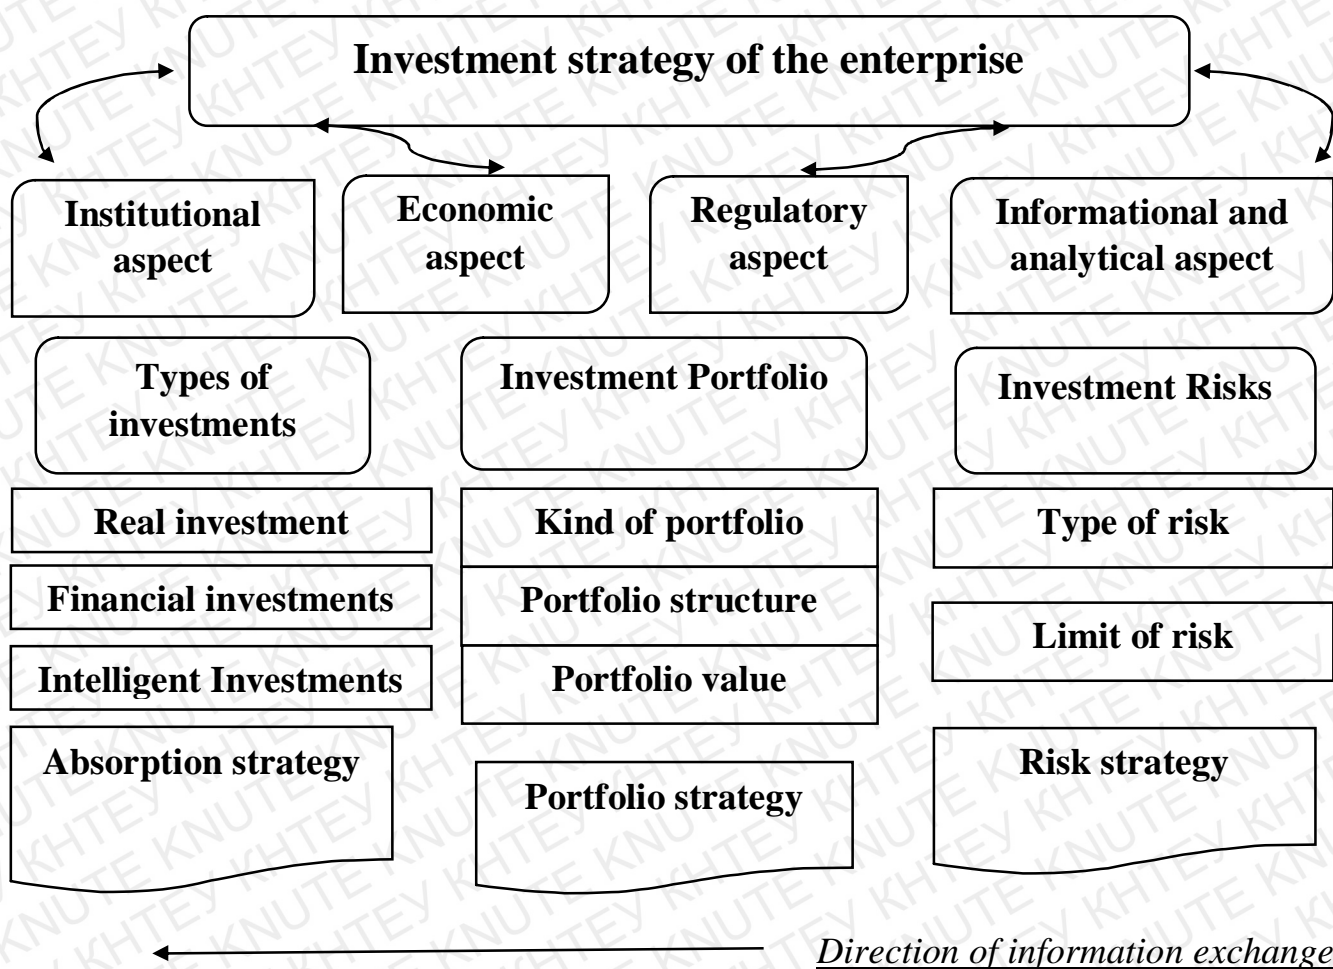 Investment strategy of the enterprise
Institutional
aspect
Economic
aspect
Regulatory
aspect
Informational and
analytical aspect
Types of
investments
Investment Portfolio
Investment Risks
Real investment
Kind of portfolio
Type of risk
Financial investments
Portfolio structure
Limit of risk
Intelligent Investments
Portfolio value
Absorption strategy
Portfolio strategy
Risk strategy
Direction of information exchange